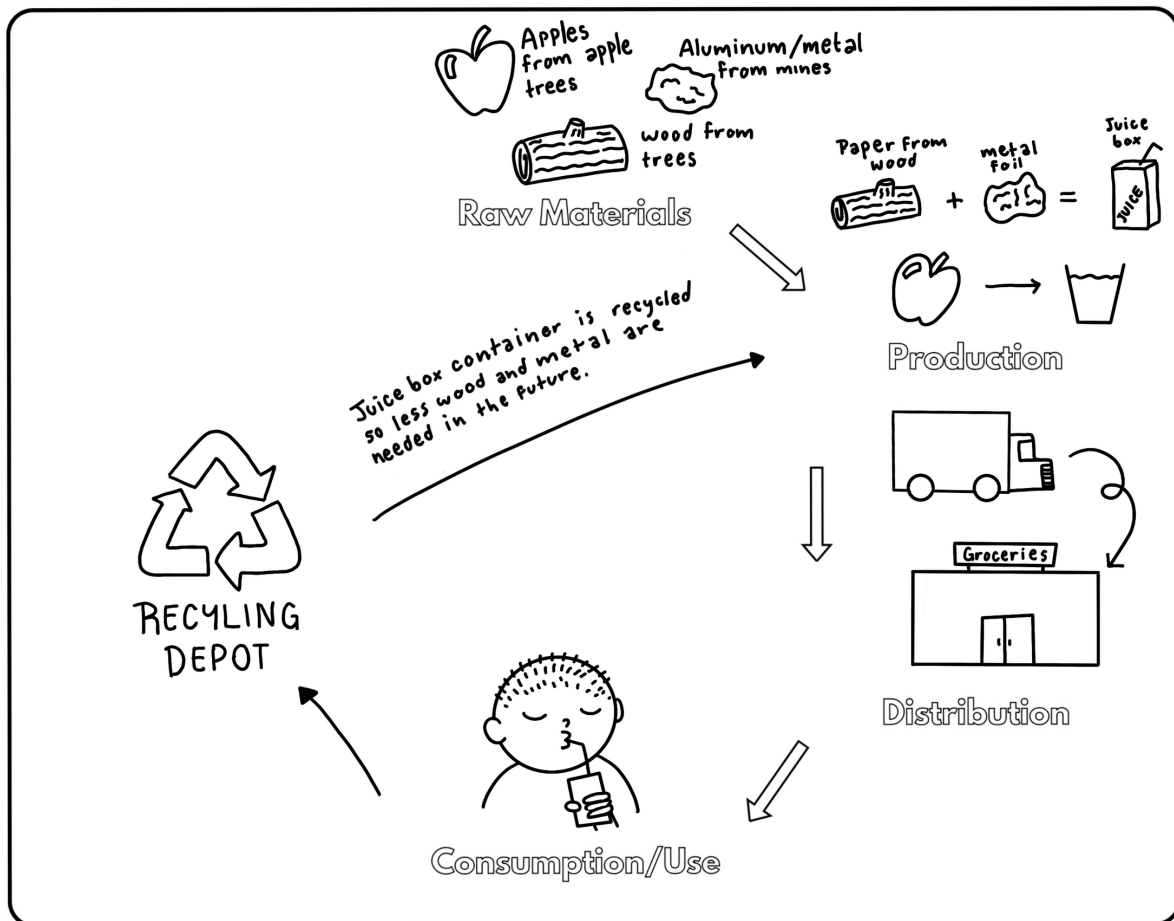 Apples
from apple
trees
Aluminum/metal
from mines
wood from
trees
Raw Materials
Paper from
wood
+
metal
foil
=
Juice
box
JUICE
Production
Juice box container is recycled
so less wood and metal are
needed in the future.
Groceries
Distribution
RECYLING
DEPOT
Consumption/Use